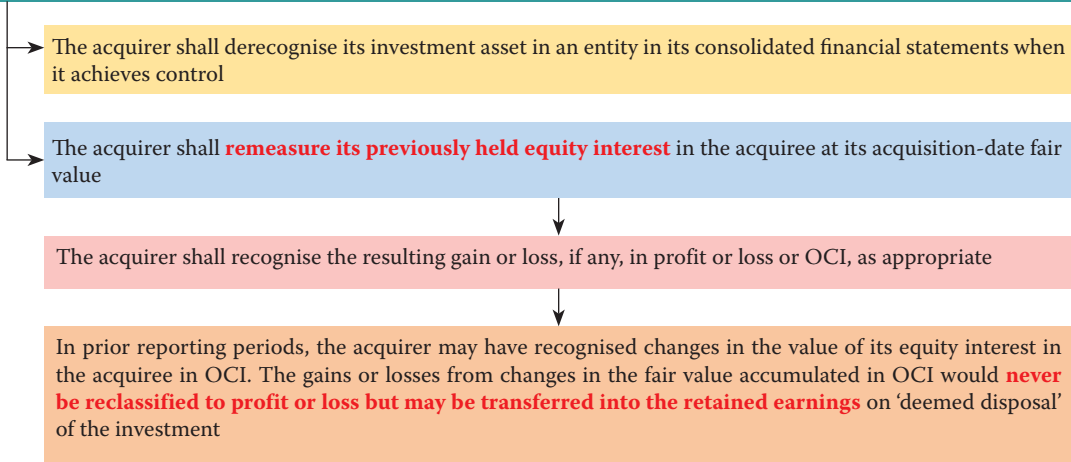 The acquirer shall derecognise its investment asset in an entity in its consolidated financial statements when
it achieves control
The acquirer shall remeasure its previously held equity interest in the acquiree at its acquisition-date fair
value
The acquirer shall recognise the resulting gain or loss, if any, in profit or loss or OCI, as appropriate
In prior reporting periods, the acquirer may have recognised changes in the value of its equity interest in
the acquiree in OCI. The gains or losses from changes in the fair value accumulated in OCI would never
be reclassified to profit or loss but may be transferred into the retained earnings on ‘deemed disposal’
of the investment